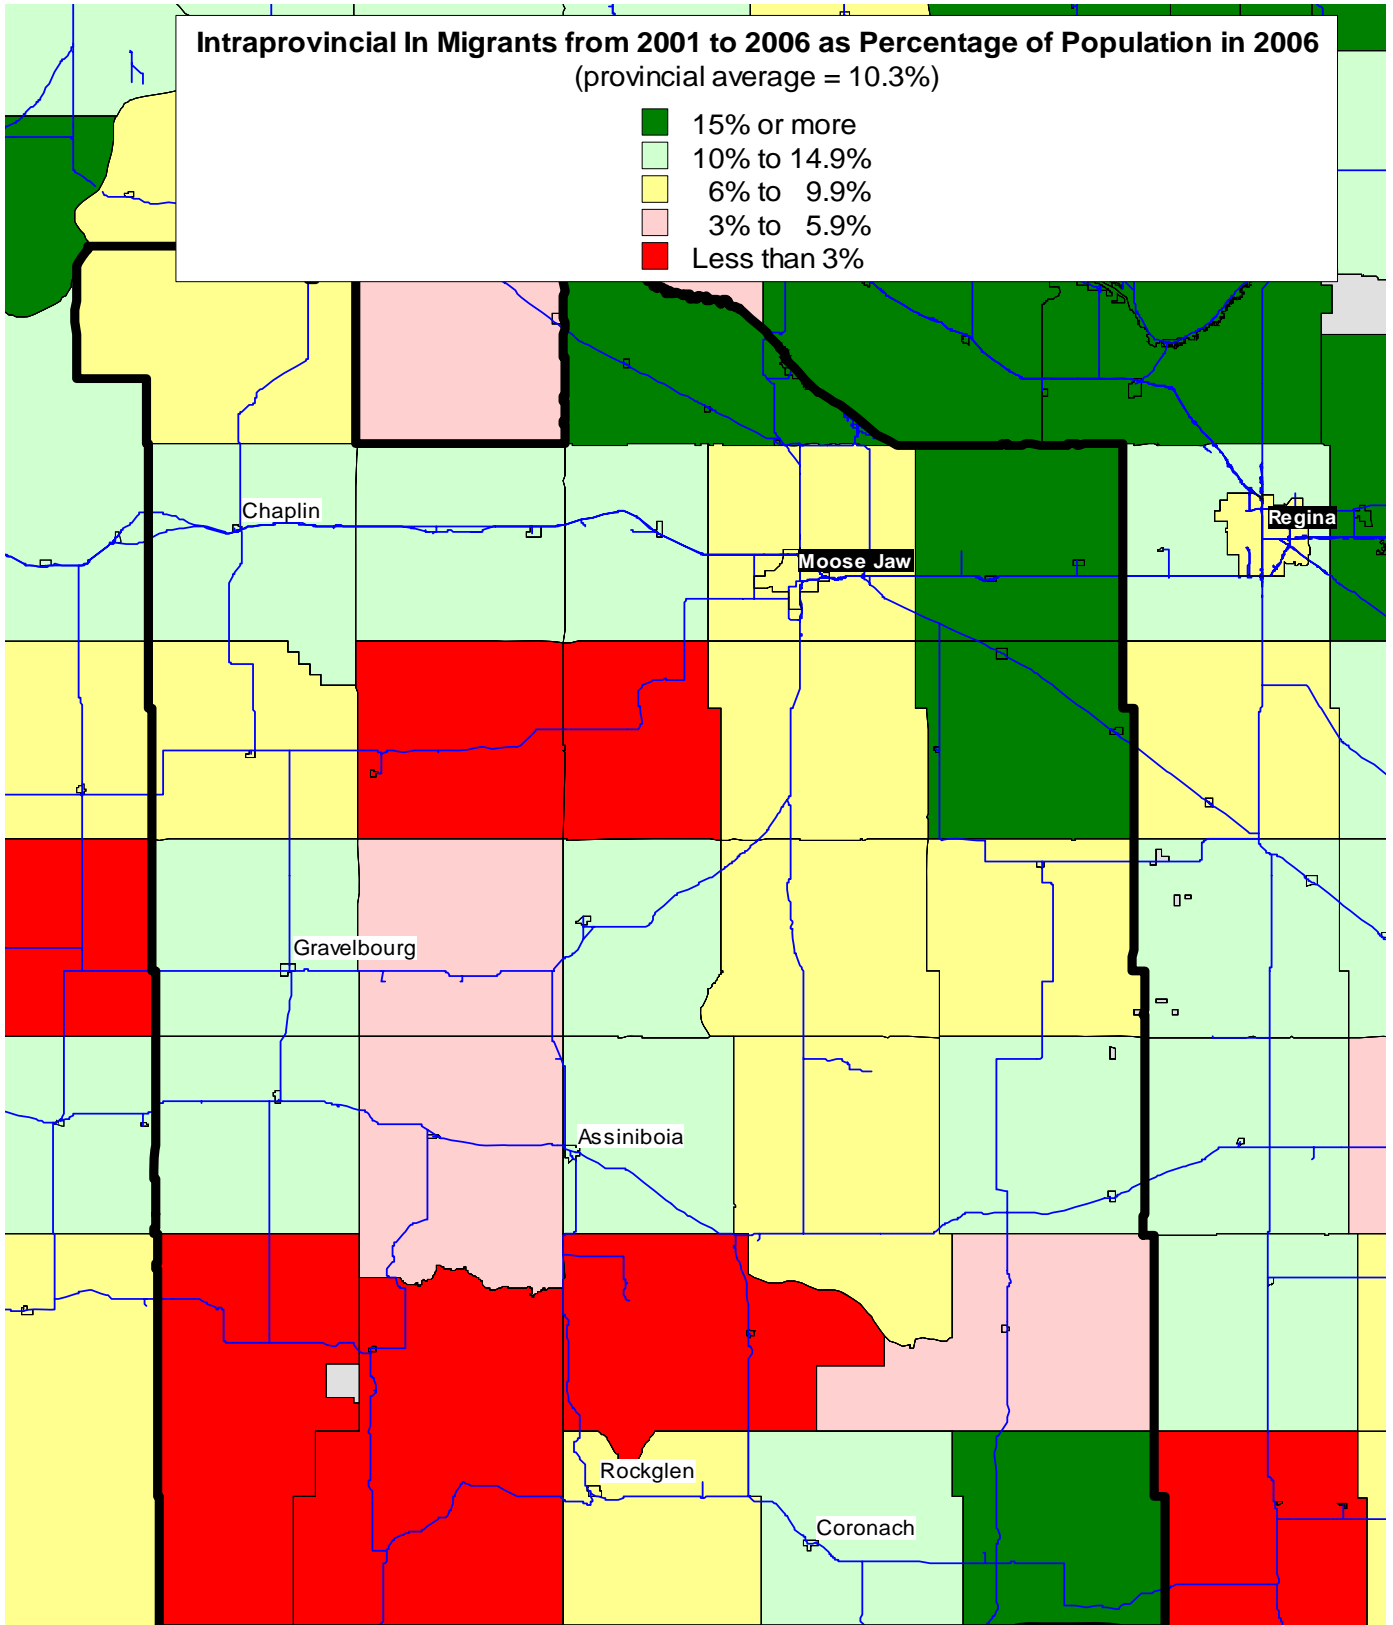 Intraprovincial In Migrants from 2001 to 2006 as Percentage of Population in 2006
(provincial average = 10.3%)
15% or more
10% to 14.9%
6% to 9.9%
3% to 5.9%
Less than 3%
Chaplin
Regina
Moose Jaw
Gravelbourg
Assiniboia
Rockglen
Coronach